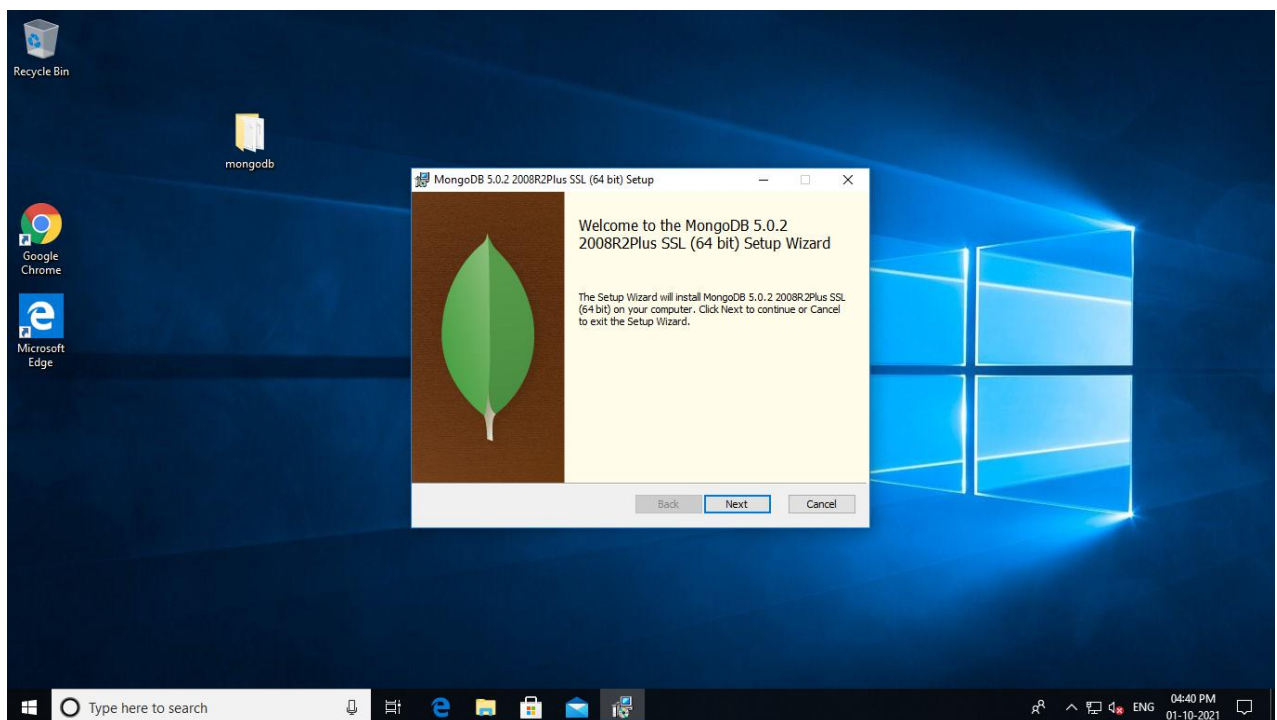 Recycle Bin
mongodb
Google
Chrome
Microsoft
Edge
MongoDB 5.0.2 2008R2Plus SSL (64 bit) Setup
Welcome to the MongoDB 5.0.2
2008R2Plus SSL (64 bit) Setup Wizard
The Setup Wizard will install MongoDB 5.0.2 2008R2Plus SSL
(64 bit) on your computer. Click Next to continue or Cancel
to exit the Setup Wizard.
Back Next Cancel
Type here to search
ENG
04:40 PM
01-10-2021